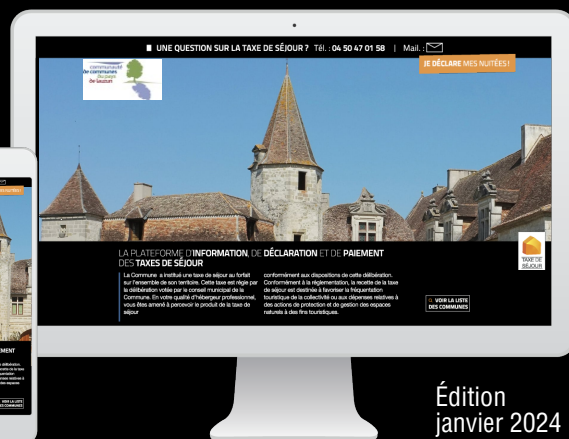 UNE QUESTION SUR LA TAXE DE SÉJOUR ? Tél. : 04 50 47 01 58 | Mail. :
communauté
de communes
de Sauzun
JE DÉCLARE MES NUITÉES !
LA PLATEFORME D'INFORMATION, DE DÉCLARATION ET DE PAIEMENT
DES TAXES DE SÉJOUR
La Commune a institué une taxe de séjour au forfait
sur l'ensemble de son territoire. Cette taxe est régie par
la délibération votée par le conseil municipal de la
Commune. En votre qualité d'hébergeur professionnel,
vous êtes amené à percevoir le produit de la taxe de
séjour
conformément aux dispositions de cette délibération.
Conformément à la réglementation, la recette de la taxe
de séjour est destinée à favoriser la fréquentation
touristique de la collectivité ou aux dépenses relatives à
des actions de protection et de gestion des espaces
naturels à des fins touristiques.
TAXE DE
SÉJOUR
VOIR LA LISTE
DES COMMUNES
Édition
janvier 2024